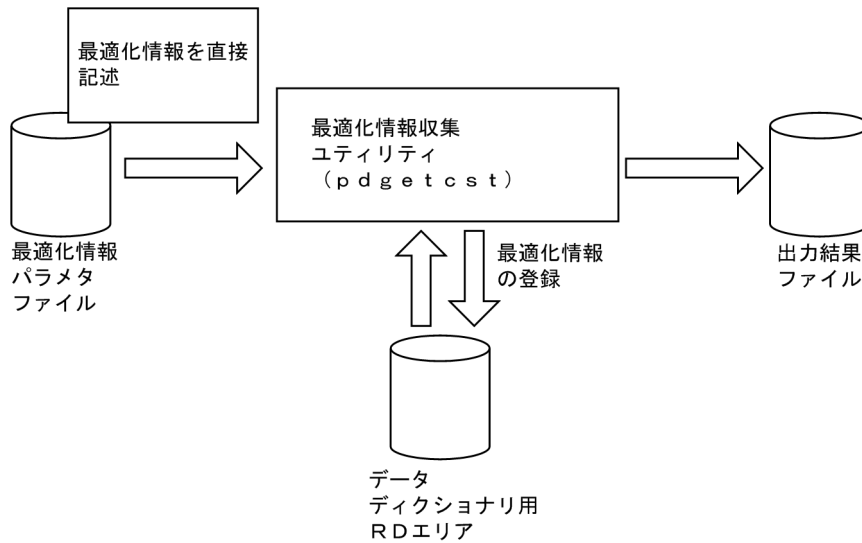 最適化情報を直接
記述
最適化情報収集
ユティリティ
（ｐｄｇｅｔｃｓｔ）
最適化情報
パラメタ
ファイル
最適化情報
の登録
出力結果
ファイル
データ
ディクショナリ用
ＲＤエリア